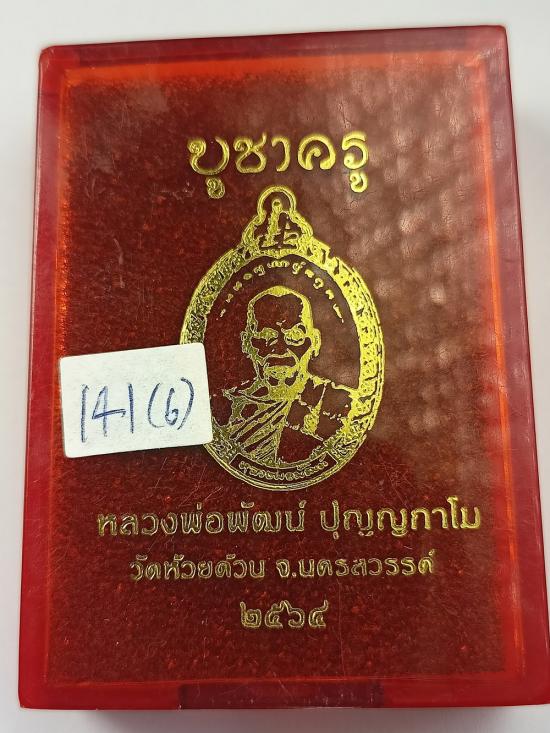 บูชาครู
141(6)
หลวงพ่อพัฒน์ ปุญญกาโม
วัดห้วยด้วน จ.นครสวรรค์
๒๕๖๔